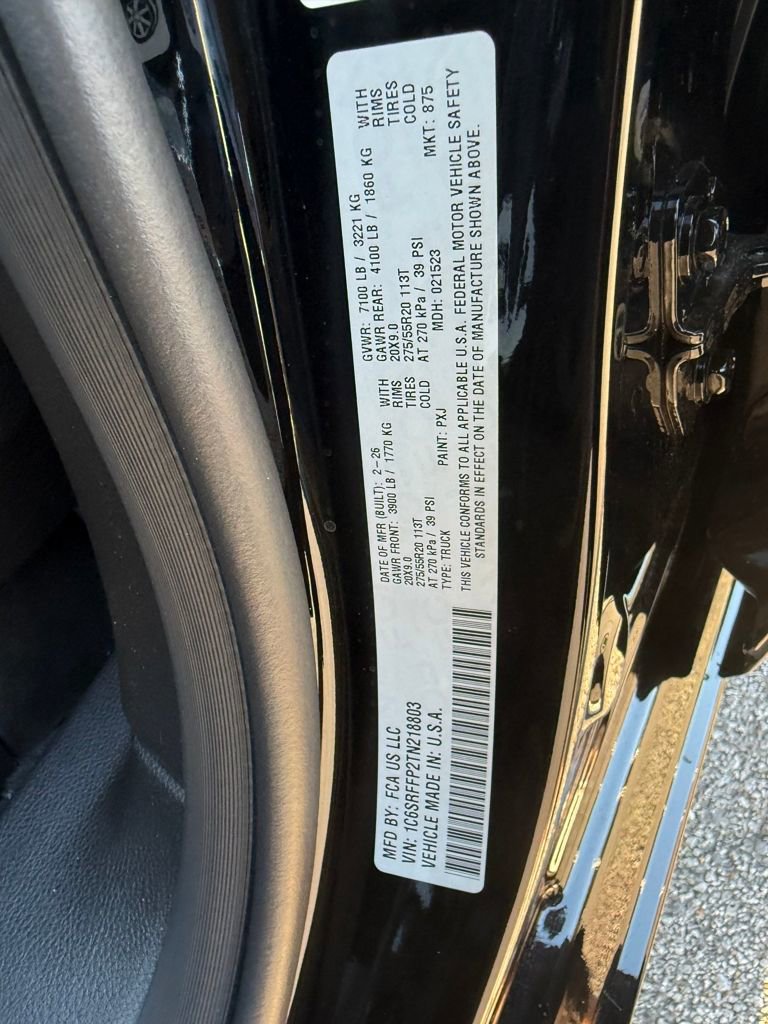 MFD BY: FCA US LLC
VIN: 1C6SRFFP2TN218803
VEHICLE MADE IN: U.S.A.
DATE OF MFR (BUILT): 2-26 GVWR: 7100 LB / 3221 KG
GAWR FRONT: 3900 LB / 1770 KG WITH GAWR REAR: 4100 LB / 1860 KG WITH
20X9.0 RIMS 20X9.0 RIMS
275/55R20 113T TIRES 275/55R20 113T TIRES
AT 270 kPa / 39 PSI COLD AT 270 kPa / 39 PSI COLD
TYPE: TRUCK PAINT: PXJ MDH: 021523 MKT: 875
THIS VEHICLE CONFORMS TO ALL APPLICABLE U.S.A. FEDERAL MOTOR VEHICLE SAFETY
STANDARDS IN EFFECT ON THE DATE OF MANUFACTURE SHOWN ABOVE.